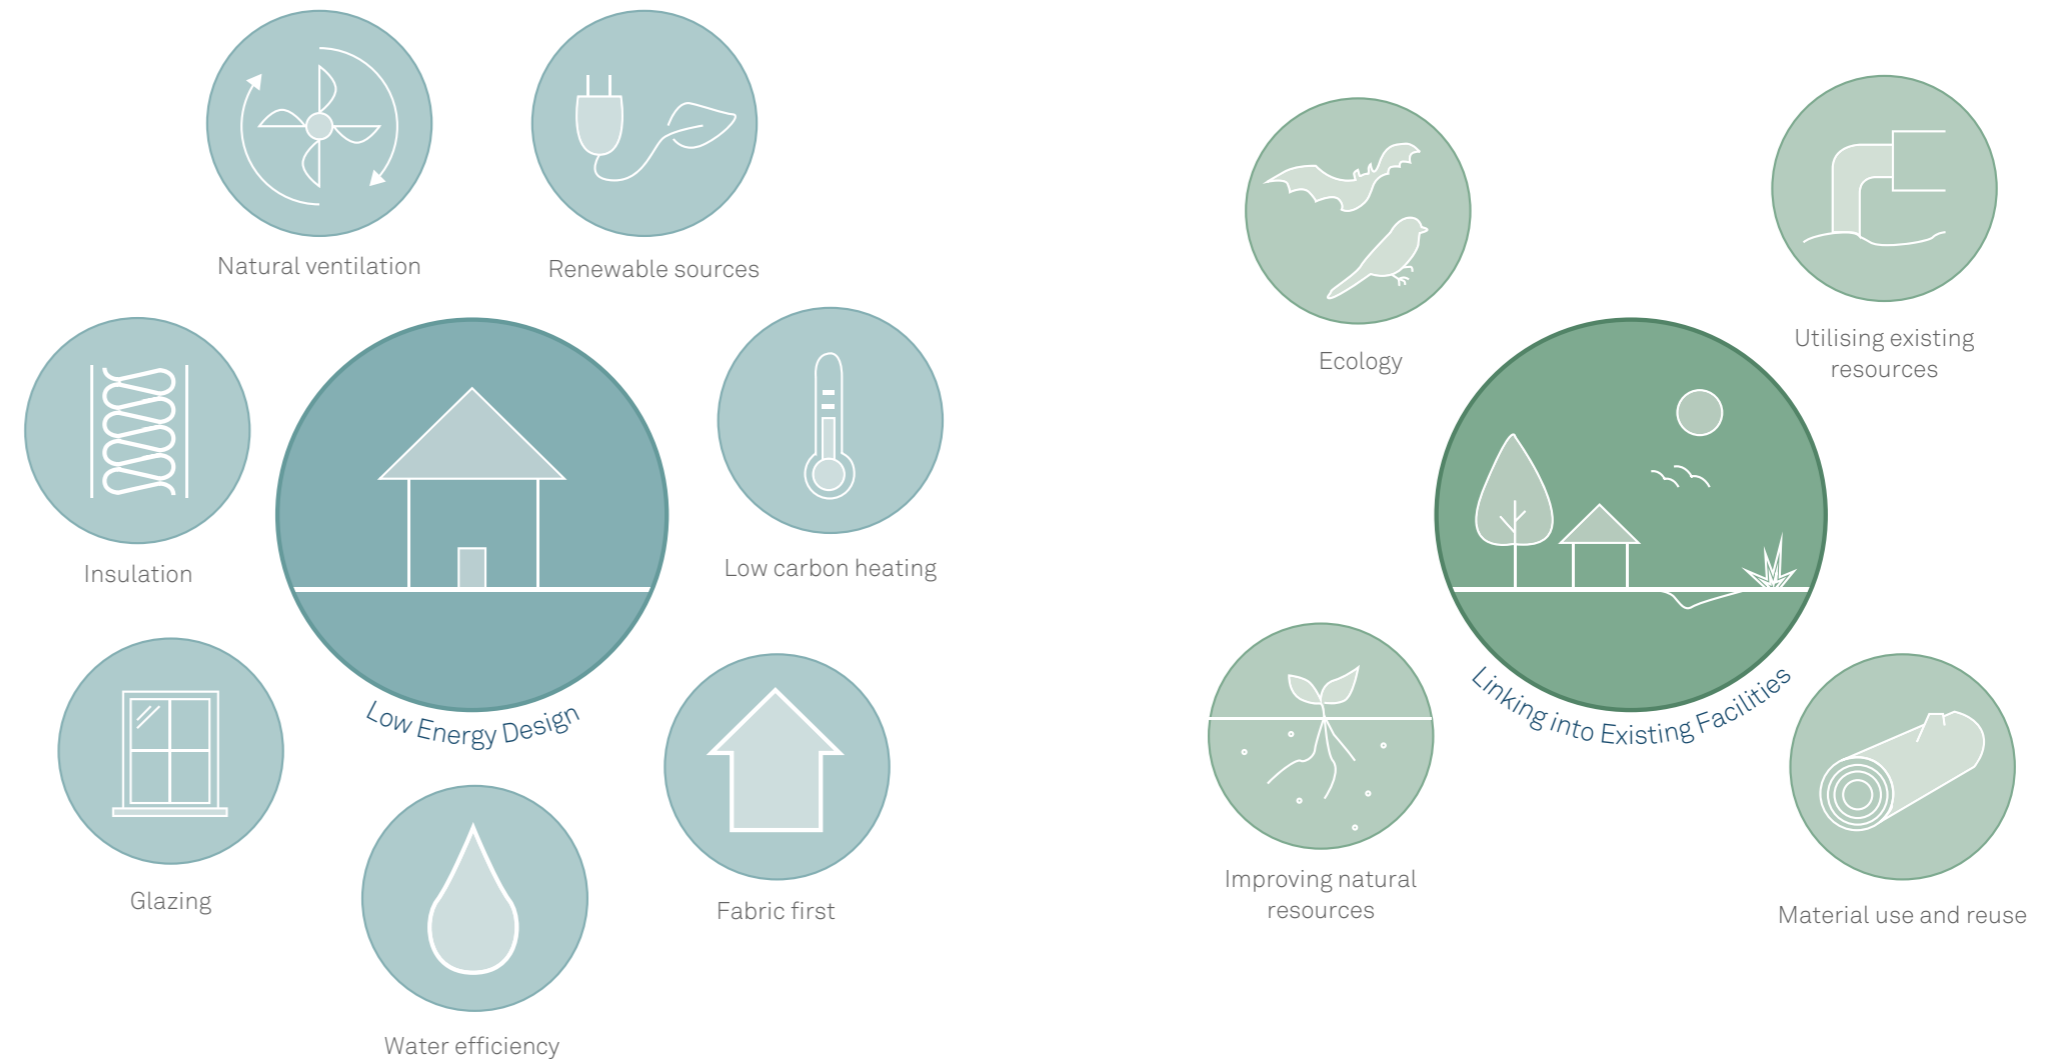 Natural ventilation
Renewable sources
Insulation
Low carbon heating
Low Energy Design
Glazing
Fabric first
Water efficiency
Ecology
Utilising existing
resources
Linking into Existing Facilities
Improving natural
resources
Material use and reuse